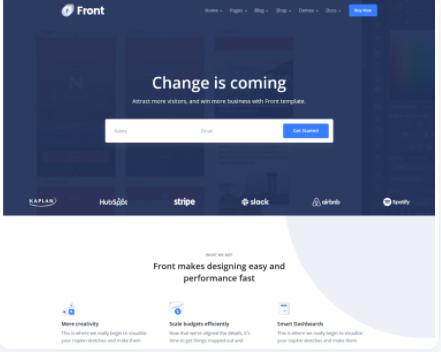 Front
Home Pages Blog Shop Demos Docs Buy Now
Change is coming
Attract more visitors, and win more business with Front template.
Name Email Get Started
KAPLAN HubSpot stripe slack airbnb Spotify
WHAT WE DO?
Front makes designing easy and
performance fast
More creativity
This is where we really begin to visualize
your napkin sketches and make them
Scale budgets efficiently
Now that we've aligned the details, it's
time to get things mapped out and
Smart Dashboards
This is where we really begin to visualize
your napkin sketches and make them